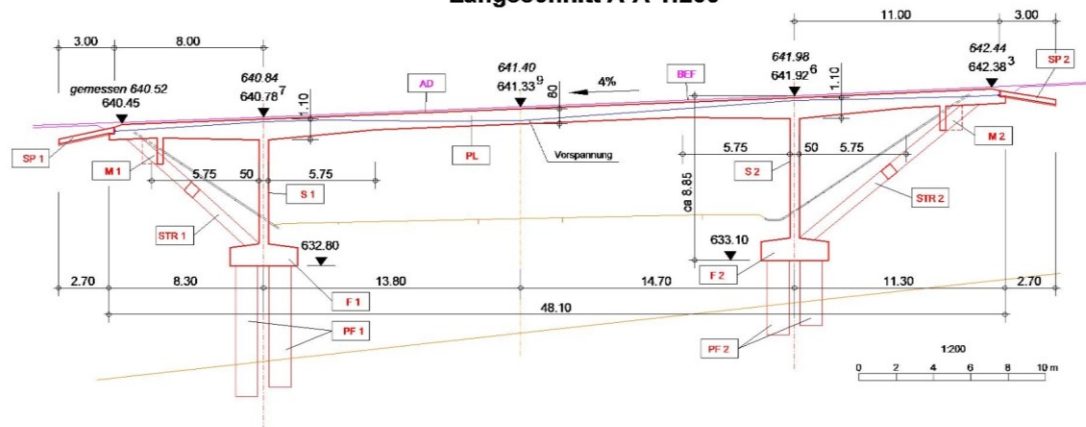 Längsschnitt A-A 1:200
3.00 8.00 11.00 3.00
gemessen 640.52
640.45
640.84
640.78⁷
1.10
AD
641.40
641.33⁹
80
4%
BEF
641.98
641.92⁶
1.10
642.44
642.38³
SP 2
SP 1
M 1
PL
Vorspannung
M 2
5.75 50 5.75
S 1
5.75 50 5.75
S 2
ca 8.85
STR 1
STR 2
632.80
633.10
F 1
F 2
2.70 8.30 13.80 14.70 11.30 2.70
48.10
PF 1
PF 2
1:200
0 2 4 6 8 10 m